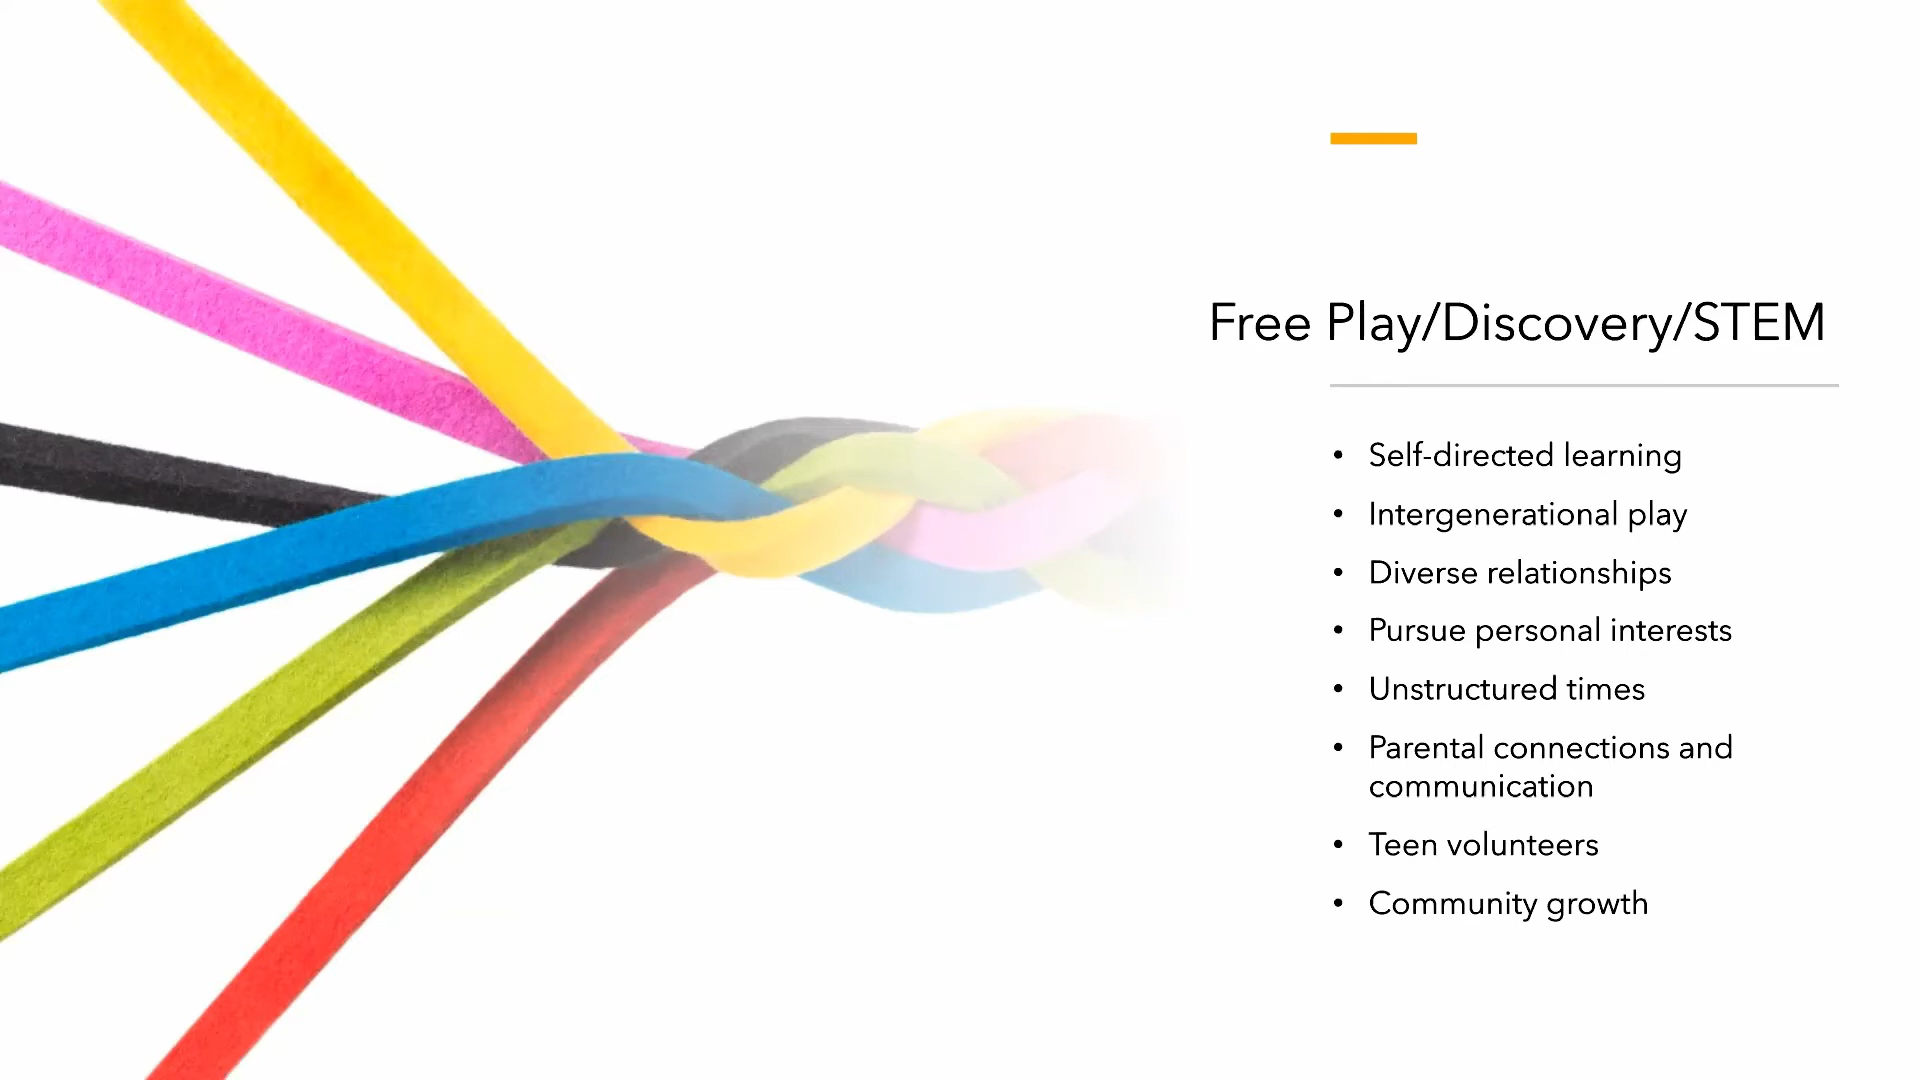 Free Play/Discovery/STEM
• Self-directed learning
• Intergenerational play
• Diverse relationships
• Pursue personal interests
• Unstructured times
• Parental connections and
communication
• Teen volunteers
• Community growth